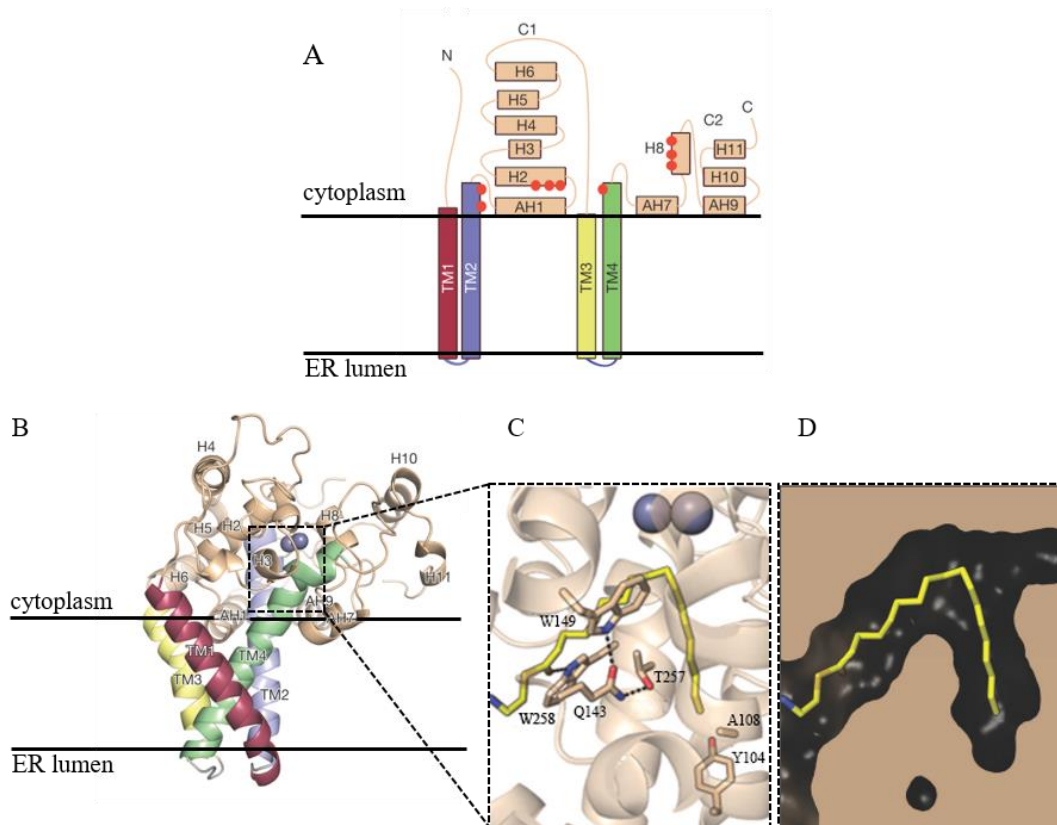 A
N
C1
H6
H5
H4
H3
H2
AH1
H8
C2
C
H11
H10
AH7
AH9
cytoplasm
TM1
TM2
TM3
TM4
ER lumen
B
C
D
H4
H10
H5
H2
H8
H3
H6
H11
AH1
AH9
AH7
cytoplasm
TM1
TM4
TM3
TM2
ER lumen
W149
T257
W258
Q143
A108
Y104